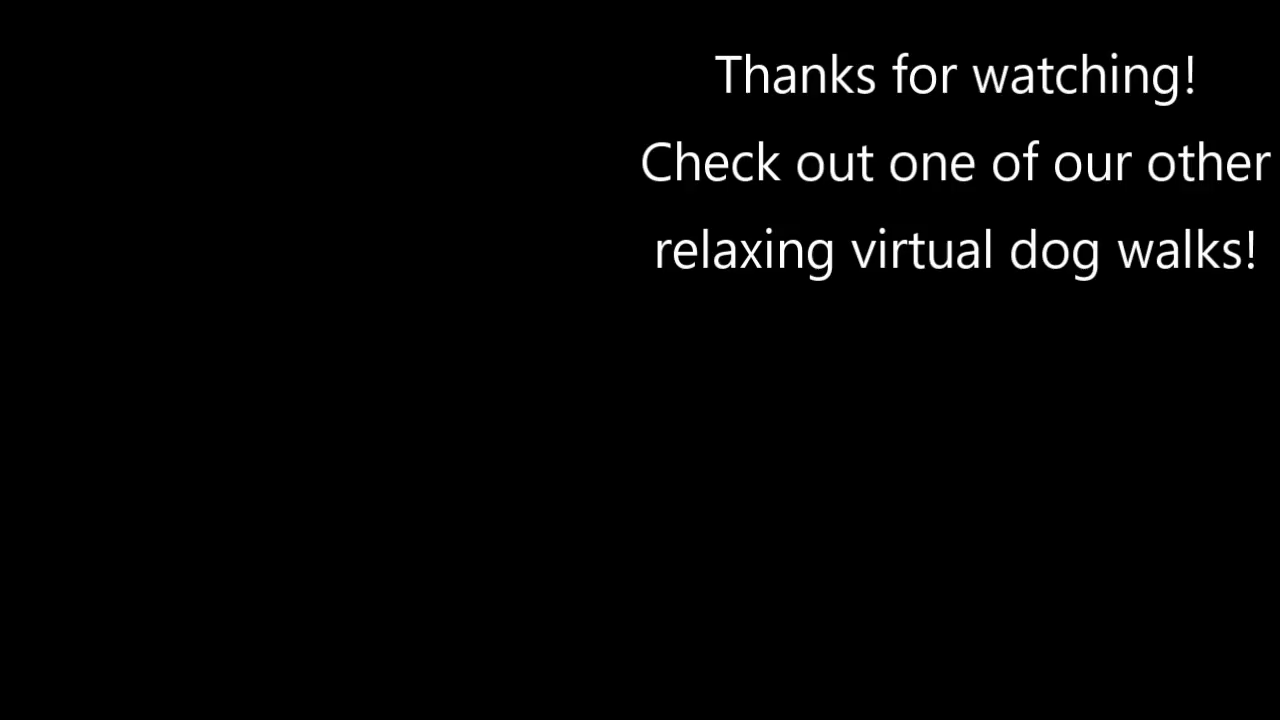 Thanks for watching!
Check out one of our other
relaxing virtual dog walks!